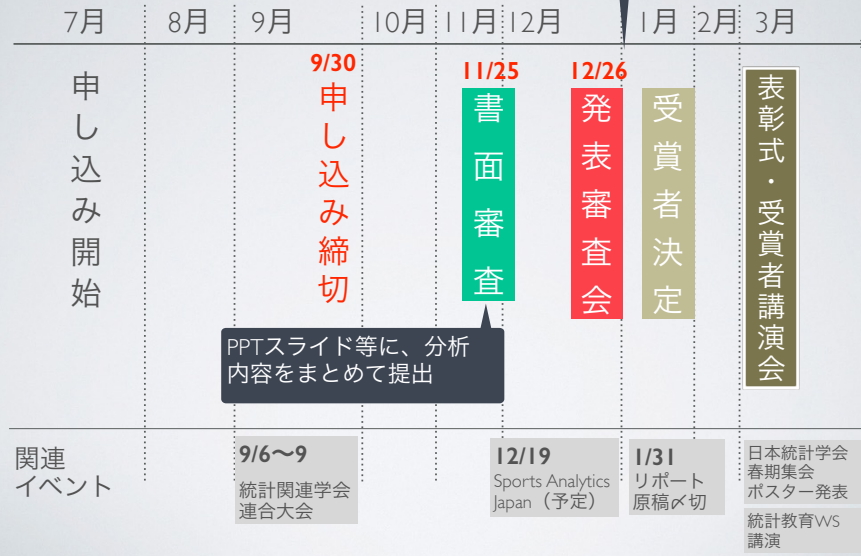 7月 8月 9月 10月 11月 12月 1月 2月 3月
申し込み開始
9/30
申し込み締切
11/25
書面審査
12/26
発表審査会
受賞者決定
表彰式・受賞者講演会
PPTスライド等に、分析
内容をまとめて提出
関連
イベント
9/6〜9
統計関連学会
連合大会
12/19
Sports Analytics
Japan（予定）
1/31
リポート
原稿〆切
日本統計学会
春期集会
ポスター発表
統計教育WS
講演